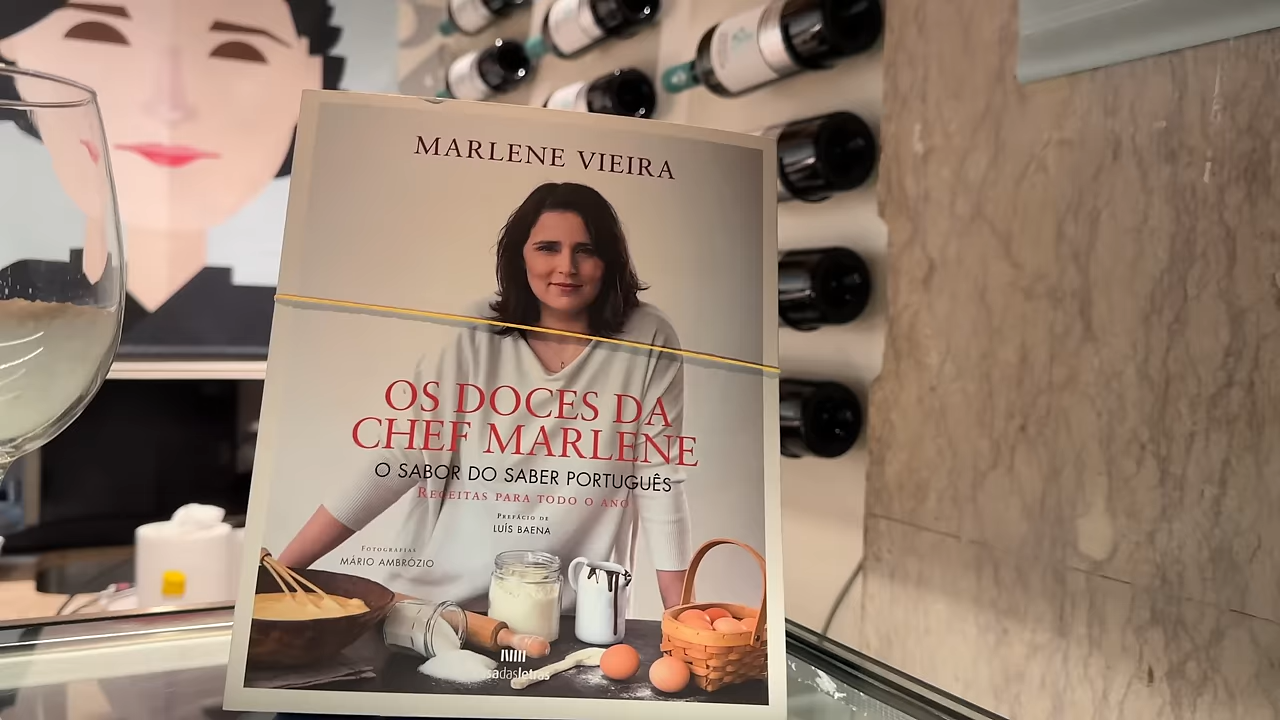 MARLENE VIEIRA
OS DOCES DA
CHEF MARLENE
O SABOR DO SABER PORTUGUÊS
RECEITAS PARA TODO O ANO
PREFÁCIO DE
LUÍS BAENA
FOTOGRAFIAS
MÁRIO AMBRÓZIO
sadasletras